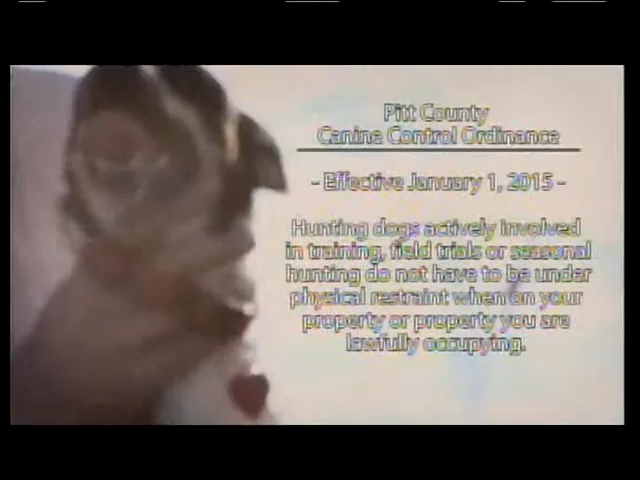 Pitt County
Canine Control Ordinance
- Effective January 1, 2015 -
Hunting dogs actively involved
in training, field trials or seasonal
hunting do not have to be under
physical restraint when on your
property or property you are
lawfully occupying.